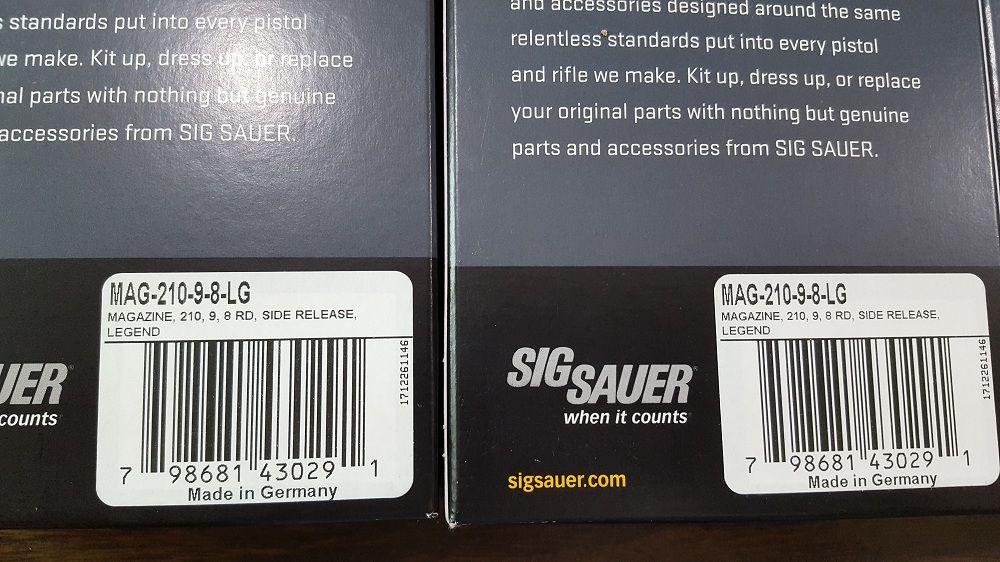 s standards put into every pistol
we make. Kit up, dress up, or replace
nal parts with nothing but genuine
accessories from SIG SAUER.
MAG-210-9-8-LG
MAGAZINE, 210, 9, 8 RD, SIDE RELEASE,
LEGEND
1712261146
7 98681 43029 1
Made in Germany
UER®
counts
and accessories designed around the same
relentless standards put into every pistol
and rifle we make. Kit up, dress up, or replace
your original parts with nothing but genuine
parts and accessories from SIG SAUER.
MAG-210-9-8-LG
MAGAZINE, 210, 9, 8 RD, SIDE RELEASE,
LEGEND
1712261146
7 98681 43029 1
Made in Germany
SIG SAUER®
when it counts
sigsauer.com